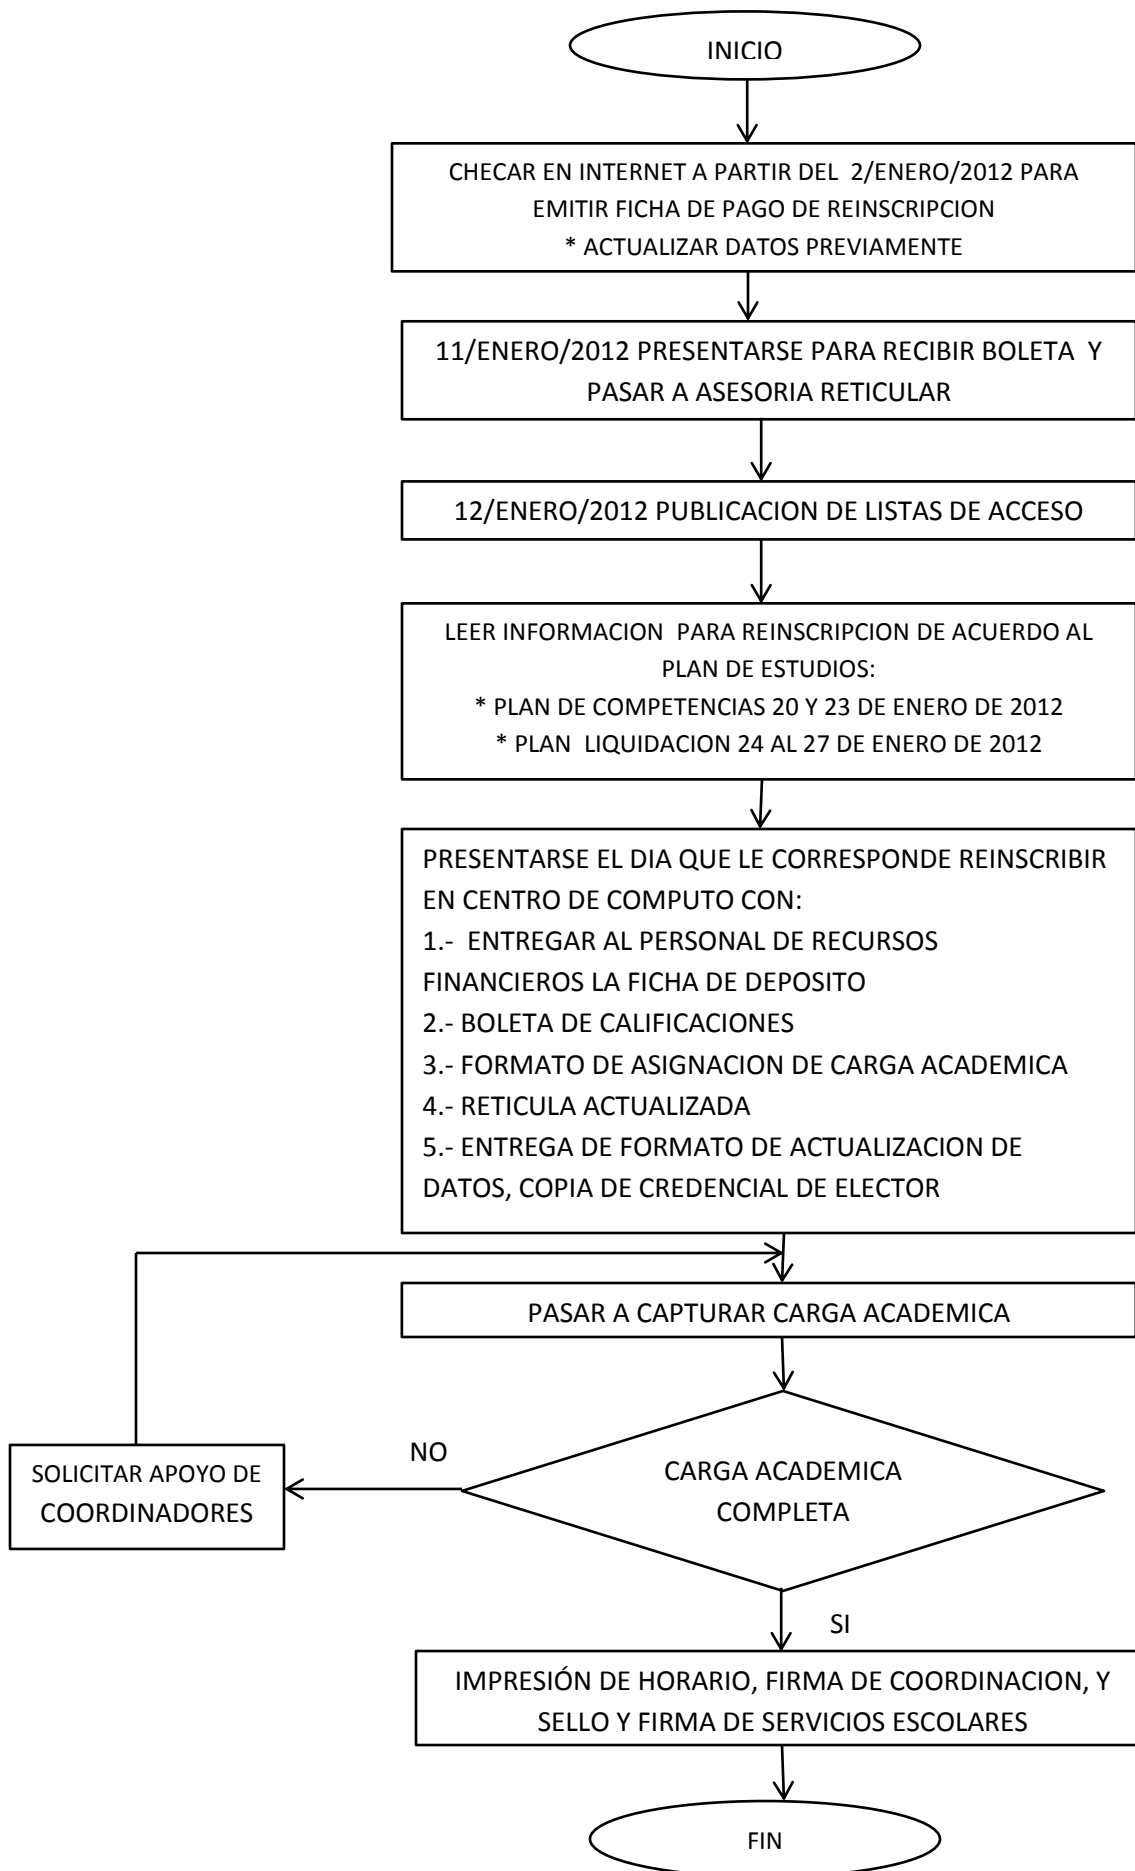 INICIO
CHECAR EN INTERNET A PARTIR DEL 2/ENERO/2012 PARA
EMITIR FICHA DE PAGO DE REINSCRIPCION
* ACTUALIZAR DATOS PREVIAMENTE
11/ENERO/2012 PRESENTARSE PARA RECIBIR BOLETA Y
PASAR A ASESORIA RETICULAR
12/ENERO/2012 PUBLICACION DE LISTAS DE ACCESO
LEER INFORMACION PARA REINSCRIPCION DE ACUERDO AL
PLAN DE ESTUDIOS:
* PLAN DE COMPETENCIAS 20 Y 23 DE ENERO DE 2012
* PLAN LIQUIDACION 24 AL 27 DE ENERO DE 2012
PRESENTARSE EL DIA QUE LE CORRESPONDE REINSCRIBIR
EN CENTRO DE COMPUTO CON:
1.- ENTREGAR AL PERSONAL DE RECURSOS
FINANCIEROS LA FICHA DE DEPOSITO
2.- BOLETA DE CALIFICACIONES
3.- FORMATO DE ASIGNACION DE CARGA ACADEMICA
4.- RETICULA ACTUALIZADA
5.- ENTREGA DE FORMATO DE ACTUALIZACION DE
DATOS, COPIA DE CREDENCIAL DE ELECTOR
PASAR A CAPTURAR CARGA ACADEMICA
CARGA ACADEMICA
COMPLETA
NO
SOLICITAR APOYO DE
COORDINADORES
SI
IMPRESIÓN DE HORARIO, FIRMA DE COORDINACION, Y
SELLO Y FIRMA DE SERVICIOS ESCOLARES
FIN